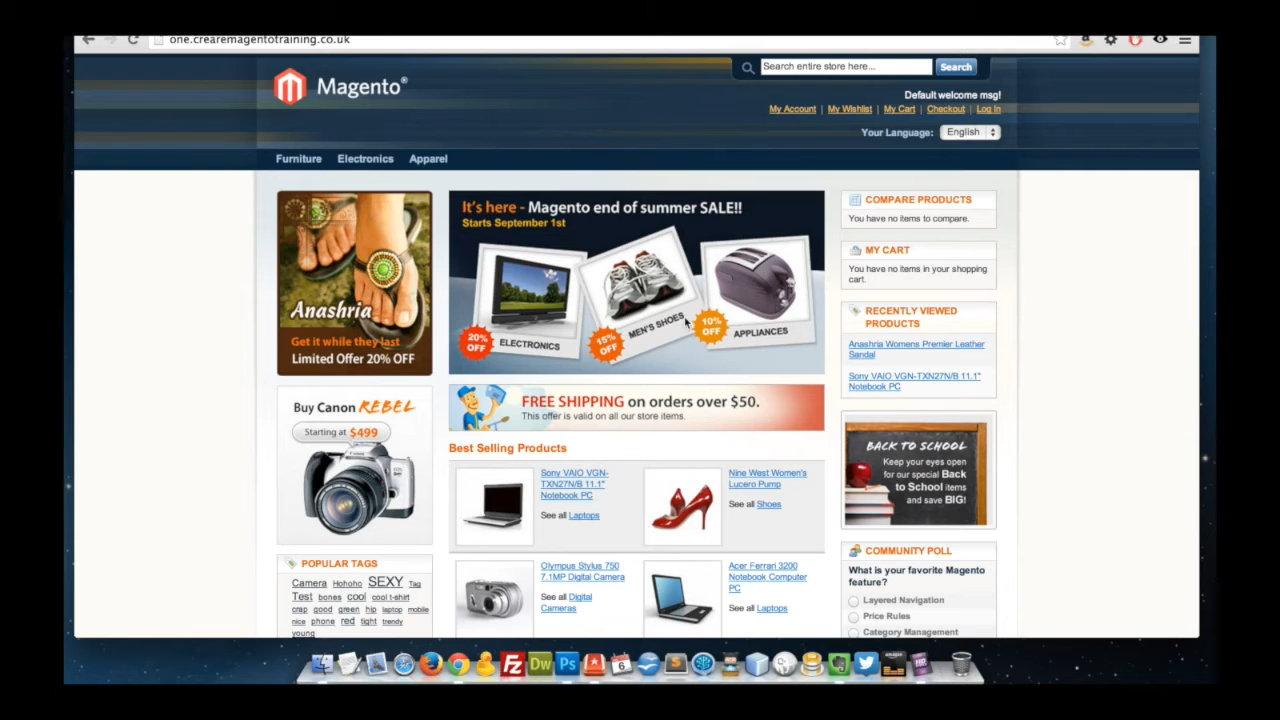 one.crearemagentotraining.co.uk
Search entire store here...
Search
Magento®
Default welcome msg!
My Account | My Wishlist | My Cart | Checkout | Log In
Your Language: English
Furniture Electronics Apparel
Anashria
Get it while they last
Limited Offer 20% OFF
It's here - Magento end of summer SALE!!
Starts September 1st
20% OFF
ELECTRONICS
15% OFF
MEN'S SHOES
10% OFF
APPLIANCES
FREE SHIPPING on orders over $50.
This offer is valid on all our store items.
COMPARE PRODUCTS
You have no items to compare.
MY CART
You have no items in your shopping
cart.
RECENTLY VIEWED
PRODUCTS
Anashria Womens Premier Leather
Sandal
Sony VAIO VGN-TXN27N/B 11.1"
Notebook PC
Buy Canon REBEL
Starting at $499
Best Selling Products
Sony VAIO VGN-
TXN27N/B 11.1"
Notebook PC
See all Laptops
Nine West Women's
Lucero Pump
See all Shoes
Olympus Stylus 750
7.1MP Digital Camera
See all Digital
Cameras
Acer Ferrari 3200
Notebook Computer
PC
See all Laptops
BACK TO SCHOOL
Keep your eyes open
for our special Back
to School items
and save BIG!
POPULAR TAGS
Camera Hohoho SEXY Tag
Test bones cool cool t-shirt
crap good green hip laptop mobile
nice phone red tight trendy
young
COMMUNITY POLL
What is your favorite Magento
feature?
Layered Navigation
Price Rules
Category Management
Fz
Dw
Ps
6
S
amazon